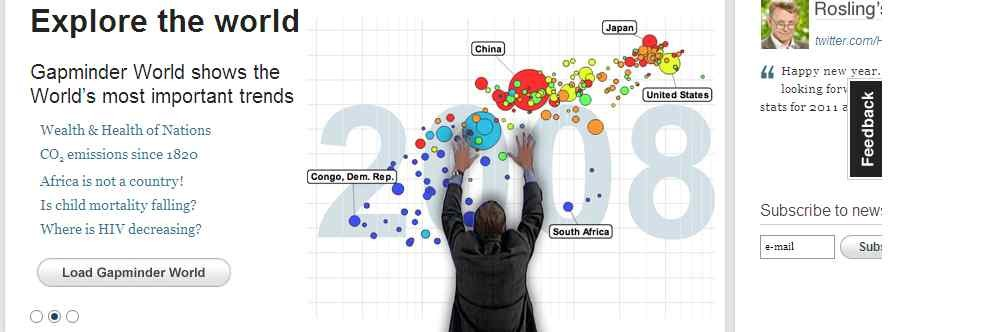 Explore the world
Gapminder World shows the
World's most important trends
Wealth & Health of Nations
CO2 emissions since 1820
Africa is not a country!
Is child mortality falling?
Where is HIV decreasing?
Load Gapminder World
2008
Japan
China
United States
Congo, Dem. Rep.
South Africa
Rosling's
twitter.com/H
“ Happy new year.
looking forw
stats for 2011 a
Feedback
Subscribe to news
e-mail
Subs